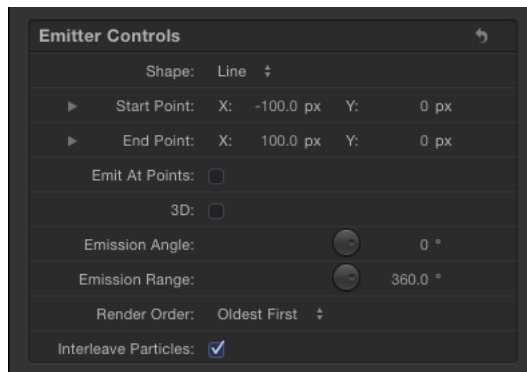 Emitter Controls
Shape: Line
Start Point: X: -100.0 px Y: 0 px
End Point: X: 100.0 px Y: 0 px
Emit At Points:
3D:
Emission Angle: 0 °
Emission Range: 360.0 °
Render Order: Oldest First
Interleave Particles: